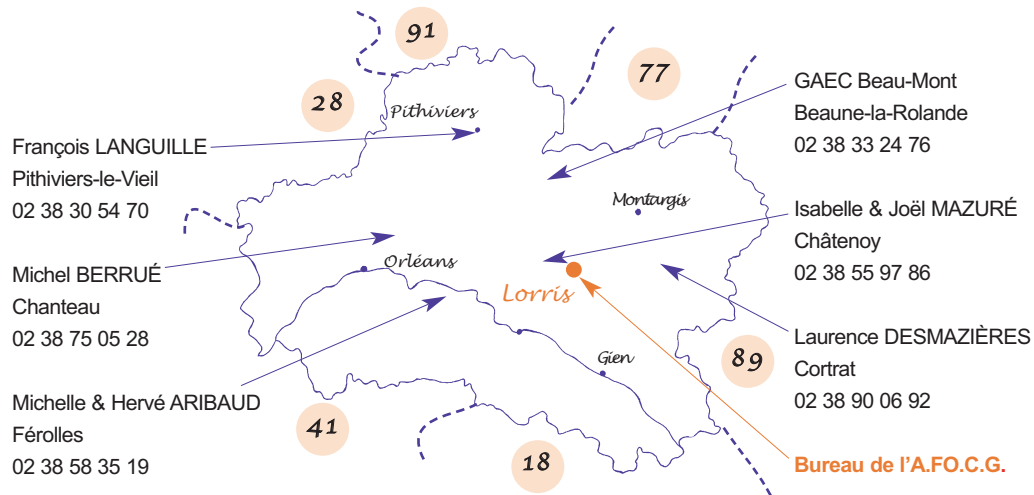 91
77
28
Pithiviers
François LANGUILLE
Pithiviers-le-Vieil
02 38 30 54 70
GAEC Beau-Mont
Beaune-la-Rolande
02 38 33 24 76
Montargis
Isabelle & Joël MAZURÉ
Châtenoy
02 38 55 97 86
Michel BERRUÉ
Chanteau
02 38 75 05 28
Orléans
Lorris
Gien
89
Laurence DESMAZIÈRES
Cortrat
02 38 90 06 92
Michelle & Hervé ARIBAUD
Férolles
02 38 58 35 19
41
18
Bureau de l'A.FO.C.G.